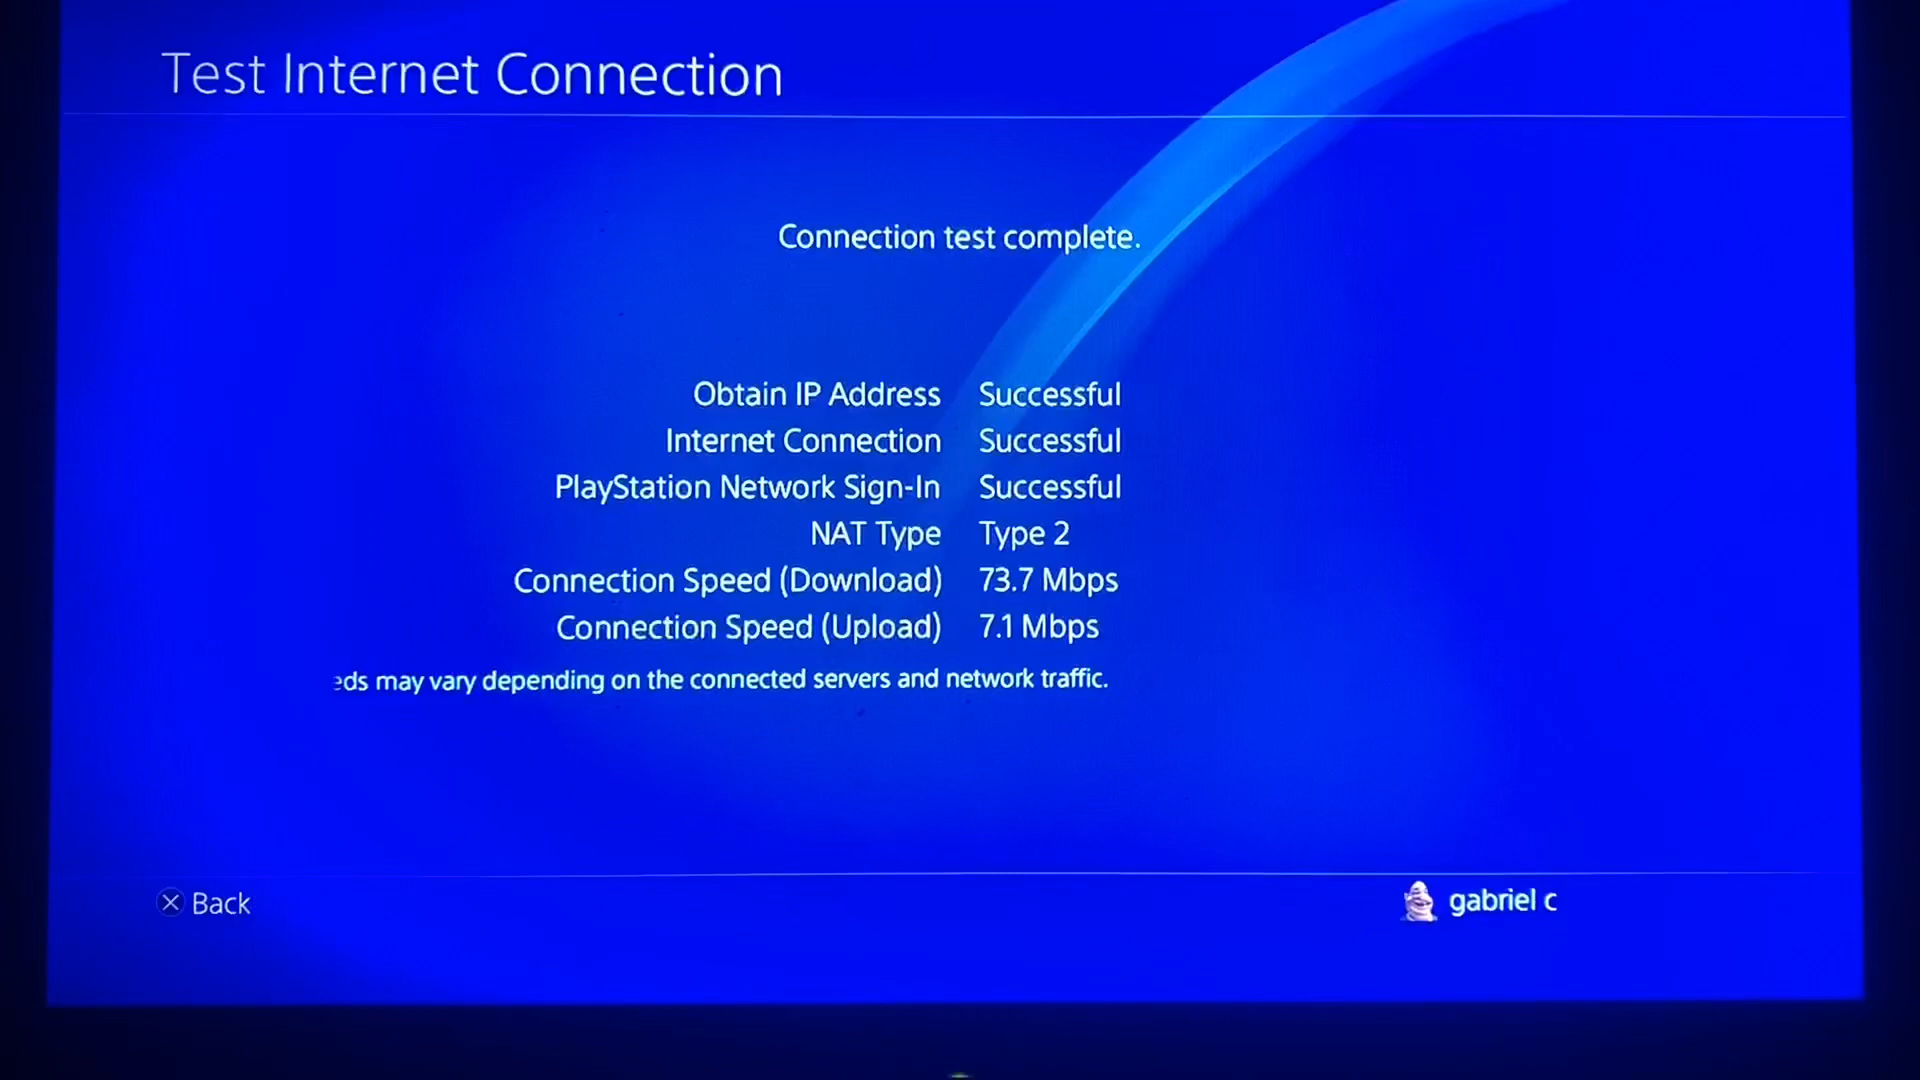 Test Internet Connection
Connection test complete.
Obtain IP Address Successful
Internet Connection Successful
PlayStation Network Sign-In Successful
NAT Type Type 2
Connection Speed (Download) 73.7 Mbps
Connection Speed (Upload) 7.1 Mbps
eds may vary depending on the connected servers and network traffic.
Back
gabriel c